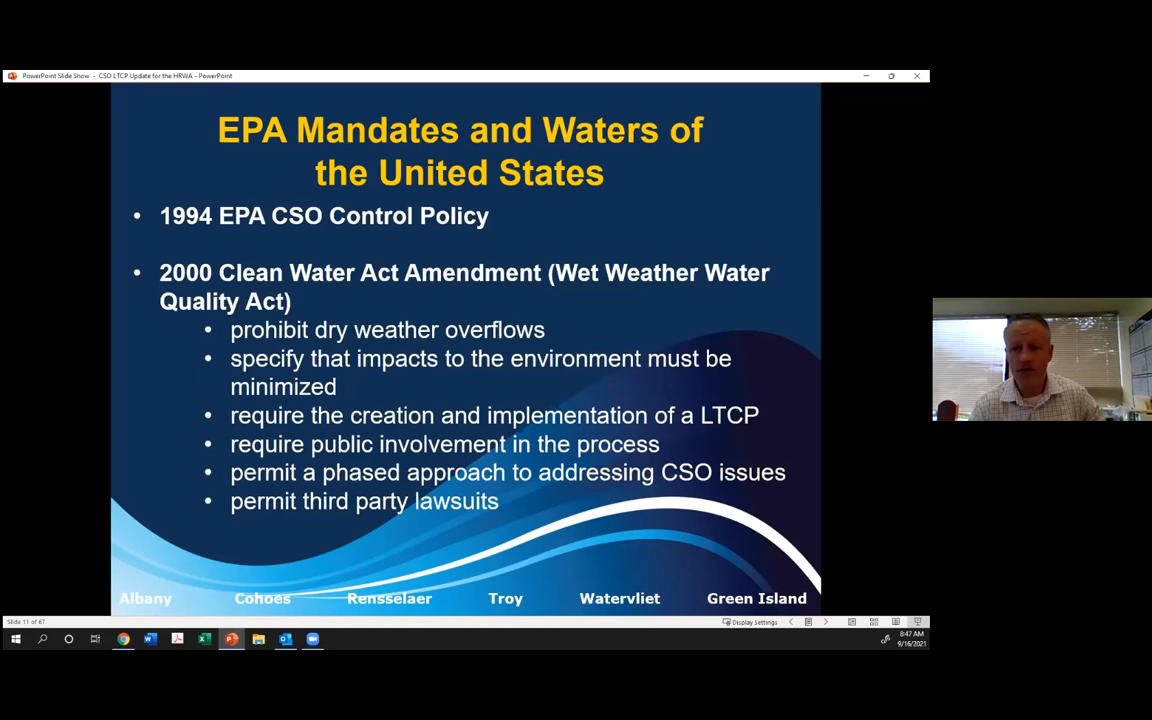 PowerPoint Slide Show - CSO LTCP Update for the HRWA - PowerPoint
EPA Mandates and Waters of
the United States
• 1994 EPA CSO Control Policy
• 2000 Clean Water Act Amendment (Wet Weather Water
Quality Act)
• prohibit dry weather overflows
• specify that impacts to the environment must be
minimized
• require the creation and implementation of a LTCP
• require public involvement in the process
• permit a phased approach to addressing CSO issues
• permit third party lawsuits
Albany Cohoes Rensselaer Troy Watervliet Green Island
Slide 11 of 67 Display Settings
8:47 AM
9/16/2021